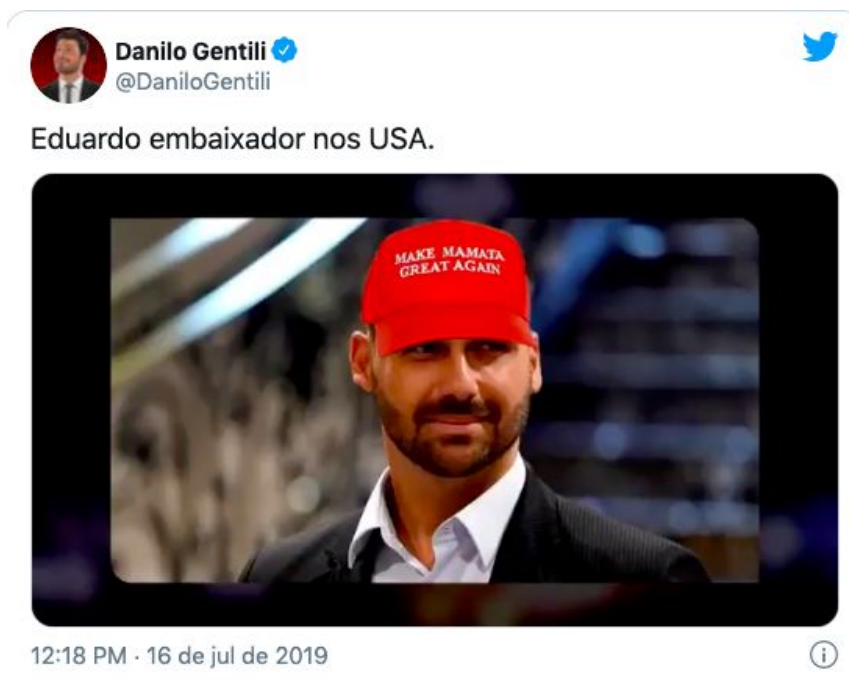 Danilo Gentili
@DaniloGentili
Eduardo embaixador nos USA.
MAKE MAMATA
GREAT AGAIN
12:18 PM · 16 de jul de 2019